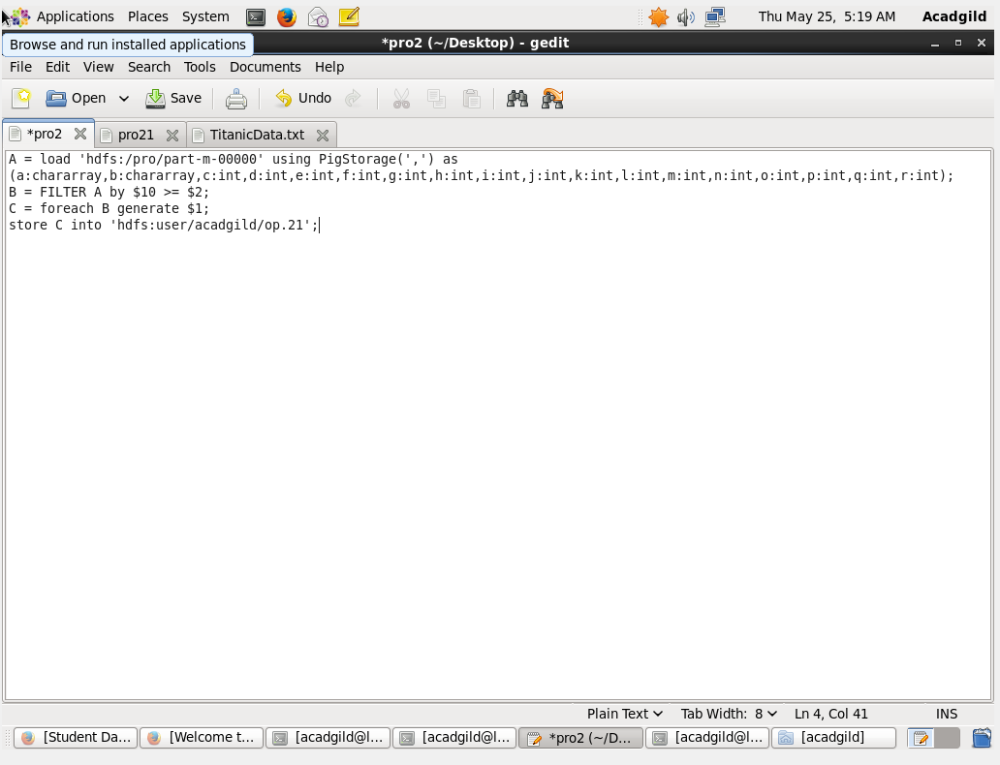 Applications Places System Thu May 25, 5:19 AM Acadgild
Browse and run installed applications
*pro2 (~/Desktop) - gedit
File Edit View Search Tools Documents Help
Open Save Undo
*pro2 pro21 TitanicData.txt
A = load 'hdfs:/pro/part-m-00000' using PigStorage(',') as
(a:chararray,b:chararray,c:int,d:int,e:int,f:int,g:int,h:int,i:int,j:int,k:int,l:int,m:int,n:int,o:int,p:int,q:int,r:int);
B = FILTER A by $10 >= $2;
C = foreach B generate $1;
store C into 'hdfs:user/acadgild/op.21';
Plain Text Tab Width: 8 Ln 4, Col 41 INS
[Student Da... [Welcome t... [acadgild@l... [acadgild@l... *pro2 (~/D... [acadgild@l... [acadgild]